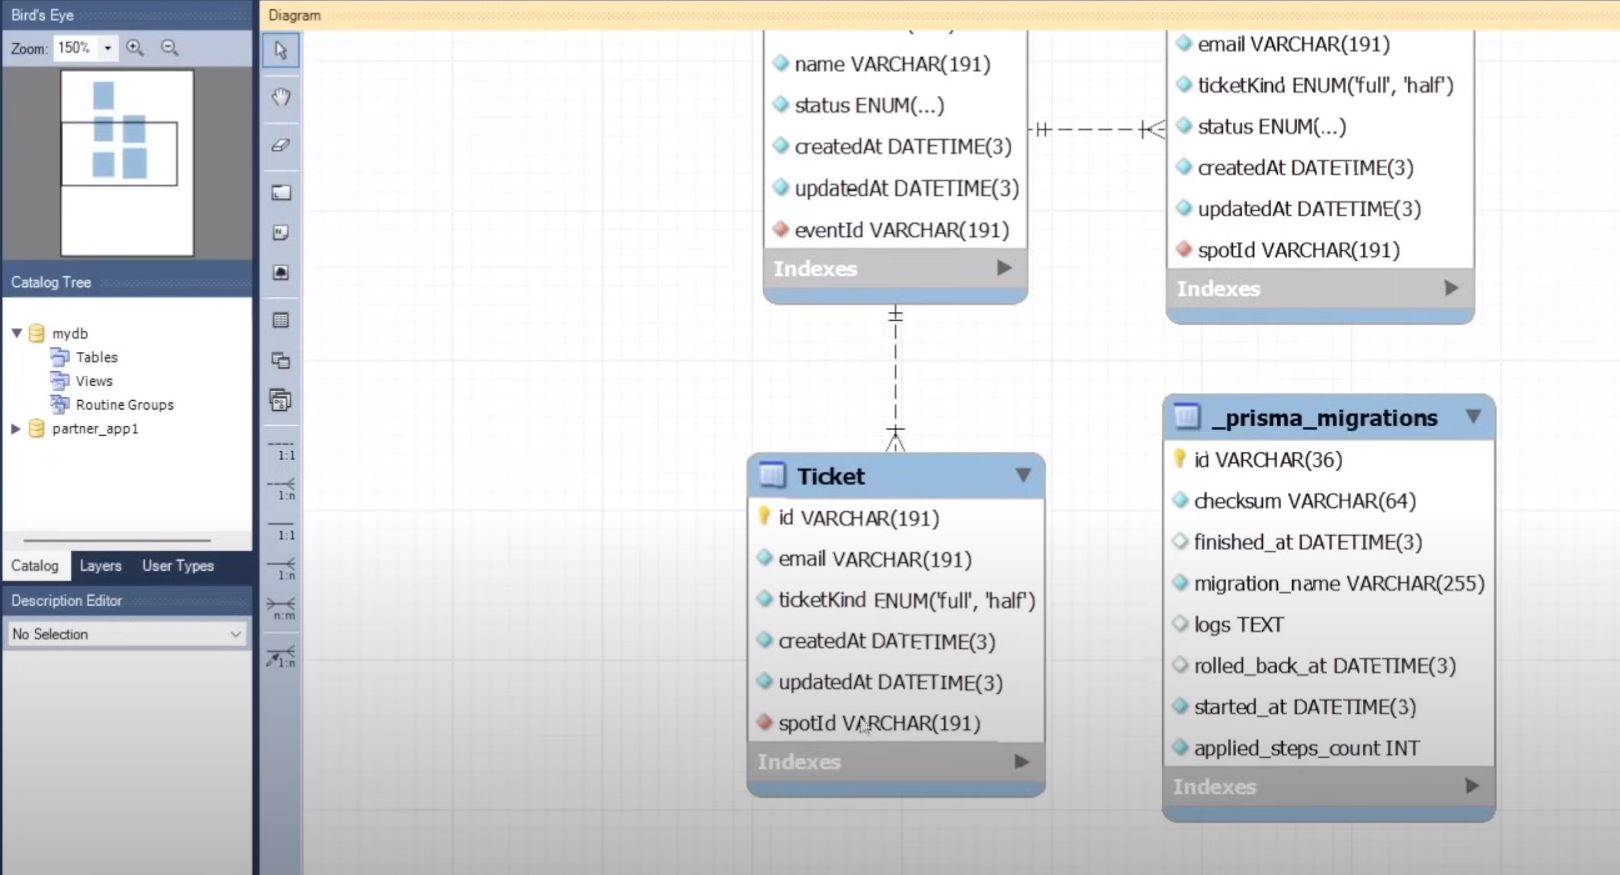 Bird's Eye
Zoom: 150%
Catalog Tree
mydb
Tables
Views
Routine Groups
partner_app1
Catalog
Layers
User Types
Description Editor
No Selection
Diagram
1:1
1:n
1:1
1:n
n:m
1:n
name VARCHAR(191)
status ENUM(...)
createdAt DATETIME(3)
updatedAt DATETIME(3)
eventId VARCHAR(191)
Indexes
email VARCHAR(191)
ticketKind ENUM('full', 'half')
status ENUM(...)
createdAt DATETIME(3)
updatedAt DATETIME(3)
spotId VARCHAR(191)
Indexes
Ticket
id VARCHAR(191)
email VARCHAR(191)
ticketKind ENUM('full', 'half')
createdAt DATETIME(3)
updatedAt DATETIME(3)
spotId VARCHAR(191)
Indexes
_prisma_migrations
id VARCHAR(36)
checksum VARCHAR(64)
finished_at DATETIME(3)
migration_name VARCHAR(255)
logs TEXT
rolled_back_at DATETIME(3)
started_at DATETIME(3)
applied_steps_count INT
Indexes